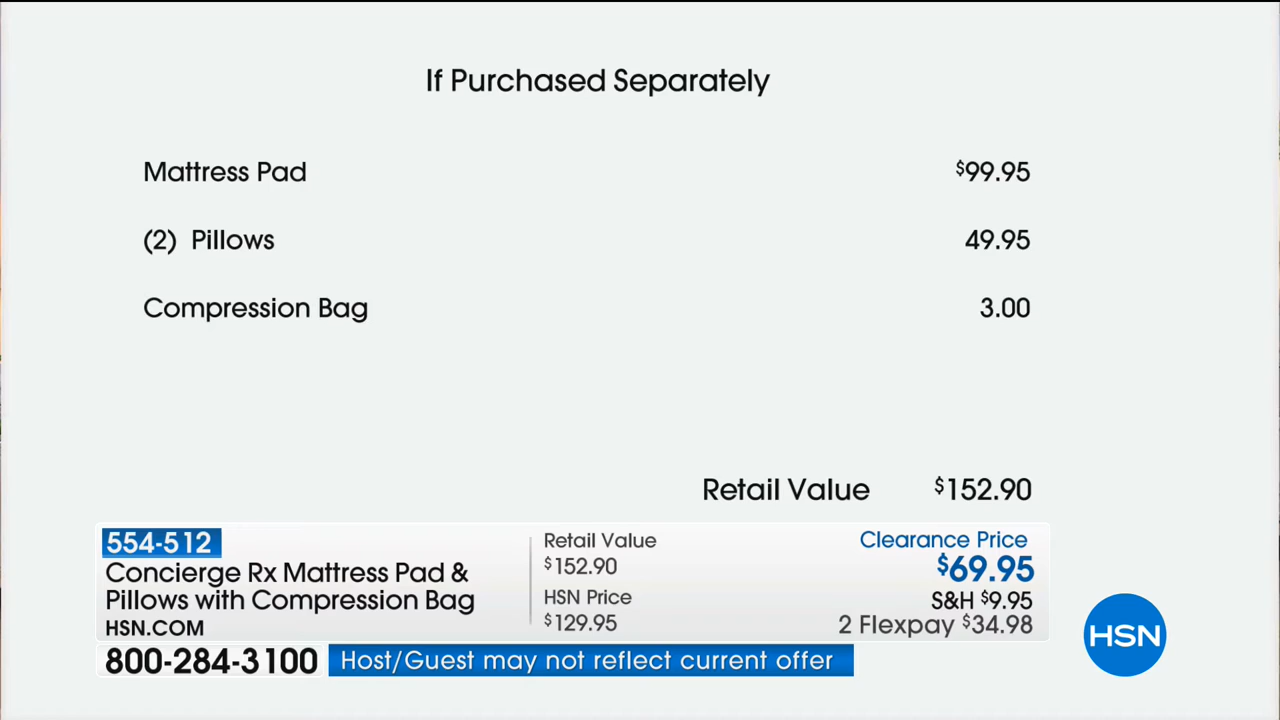 If Purchased Separately
Mattress Pad $99.95
(2) Pillows 49.95
Compression Bag 3.00
Retail Value $152.90
554-512
Concierge Rx Mattress Pad &
Pillows with Compression Bag
HSN.COM
Retail Value
$152.90
HSN Price
$129.95
Clearance Price
$69.95
S&H $9.95
2 Flexpay $34.98
HSN
800-284-3100
Host/Guest may not reflect current offer